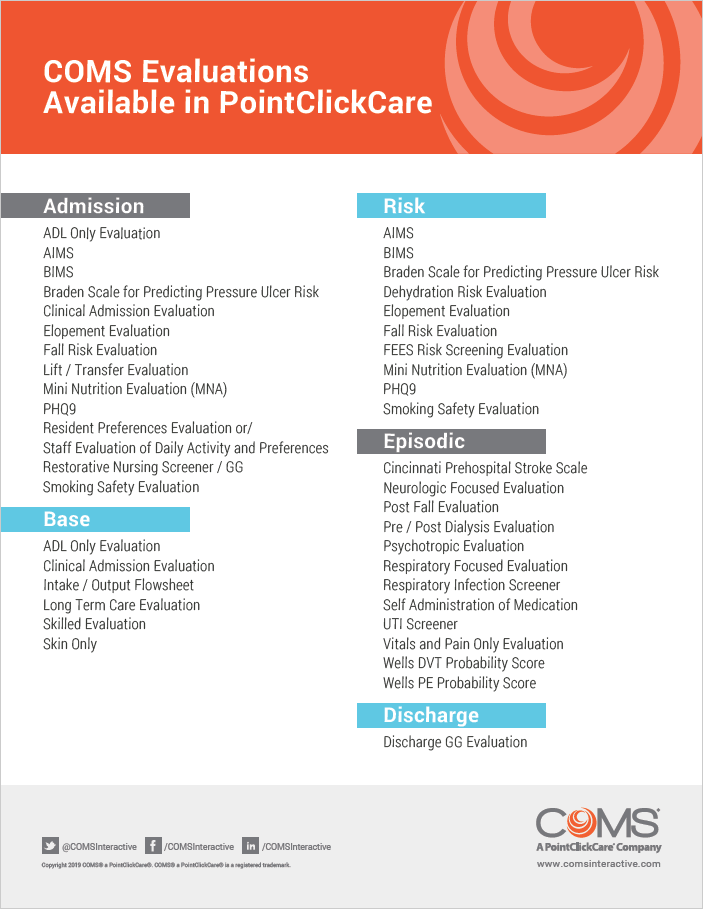 COMS Evaluations
Available in PointClickCare
Admission
ADL Only Evaluation
AIMS
BIMS
Braden Scale for Predicting Pressure Ulcer Risk
Clinical Admission Evaluation
Elopement Evaluation
Fall Risk Evaluation
Lift / Transfer Evaluation
Mini Nutrition Evaluation (MNA)
PHQ9
Resident Preferences Evaluation or/
Staff Evaluation of Daily Activity and Preferences
Restorative Nursing Screener / GG
Smoking Safety Evaluation
Base
ADL Only Evaluation
Clinical Admission Evaluation
Intake / Output Flowsheet
Long Term Care Evaluation
Skilled Evaluation
Skin Only
Risk
AIMS
BIMS
Braden Scale for Predicting Pressure Ulcer Risk
Dehydration Risk Evaluation
Elopement Evaluation
Fall Risk Evaluation
FEES Risk Screening Evaluation
Mini Nutrition Evaluation (MNA)
PHQ9
Smoking Safety Evaluation
Episodic
Cincinnati Prehospital Stroke Scale
Neurologic Focused Evaluation
Post Fall Evaluation
Pre / Post Dialysis Evaluation
Psychotropic Evaluation
Respiratory Focused Evaluation
Respiratory Infection Screener
Self Administration of Medication
UTI Screener
Vitals and Pain Only Evaluation
Wells DVT Probability Score
Wells PE Probability Score
Discharge
Discharge GG Evaluation
@COMSInteractive f /COMSInteractive in /COMSInteractive
Copyright 2019 COMS® a PointClickCare®. COMS® a PointClickCare® is a registered trademark.
COMS
A PointClickCare® Company
www.comsinteractive.com